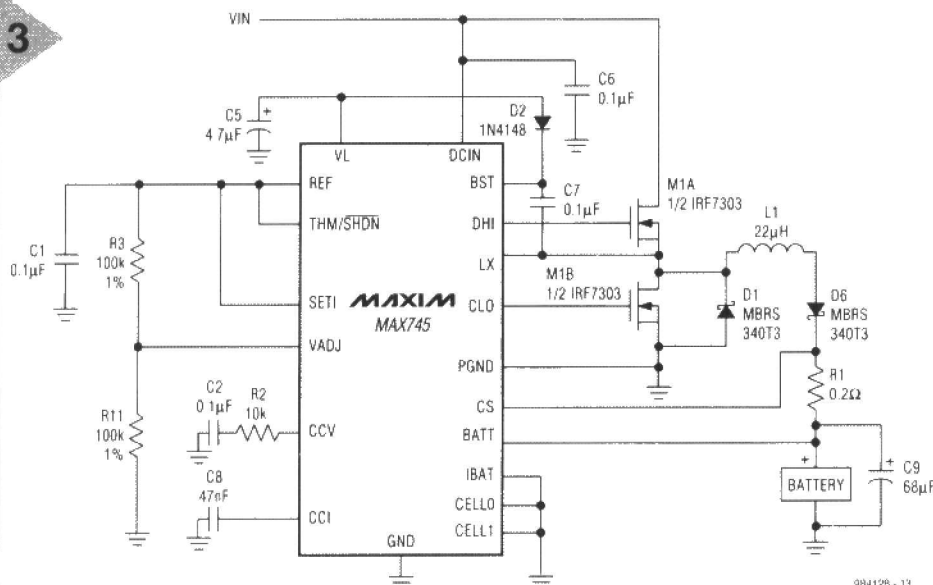 3
VIN
C6
0.1µF
C5
4.7µF
+
D2
1N4148
VL
DCIN
REF
BST
M1A
1/2 IRF7303
C7
0.1µF
THM/SHDN
DHI
L1
22µH
R3
100k
1%
C1
0.1µF
LX
M1B
1/2 IRF7303
SETI
MAXIM
MAX745
CLO
D1
MBRS
340T3
D6
MBRS
340T3
VADJ
PGND
R1
0.2Ω
CS
C2
0.1µF
R2
10k
R11
100k
1%
CCV
BATT
+
BATTERY
+
C9
68µF
C8
47nF
IBAT
CCI
CELL0
CELL1
GND
984128 - 13